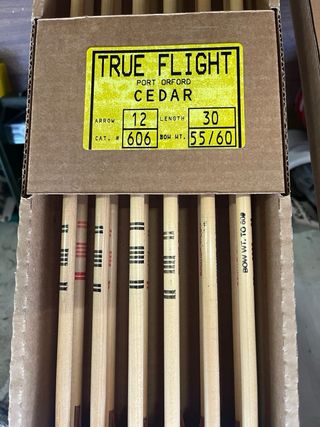 TRUE FLIGHT
PORT ORFORD
CEDAR
ARROW 12 LENGTH 30
CAT. # 606 BOW WT. 55/60
BOW WT. TO 60#